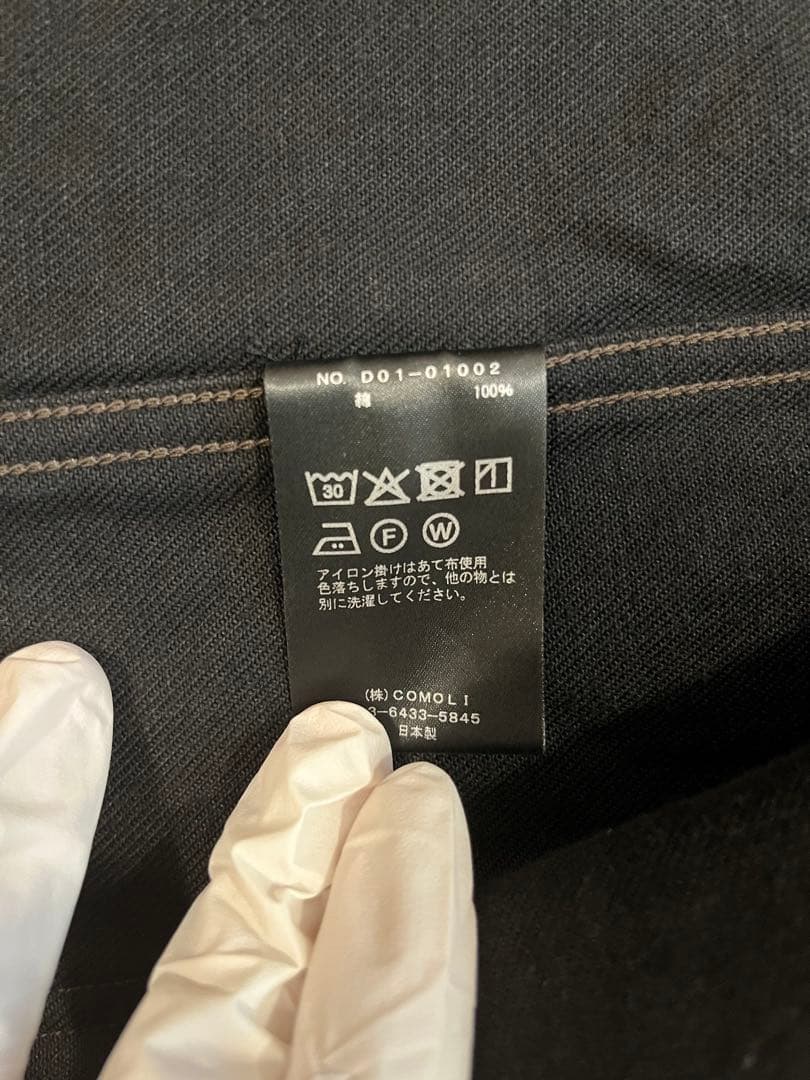 NO. D01-01002
綿 100%
30
F W
アイロン掛けはあて布使用
色落ちしますので、他の物とは
別に洗濯してください。
(株)COMOLI
3-6433-5845
日本製